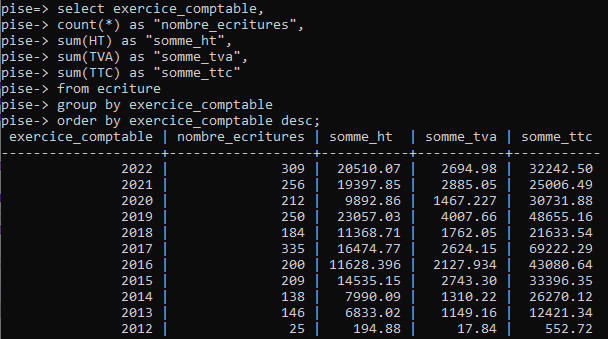 pise=> select exercice_comptable,
pise-> count(*) as "nombre_ecritures",
pise-> sum(HT) as "somme_ht",
pise-> sum(TVA) as "somme_tva",
pise-> sum(TTC) as "somme_ttc"
pise-> from ecriture
pise-> group by exercice_comptable
pise-> order by exercice_comptable desc;
 exercice_comptable | nombre_ecritures | somme_ht  | somme_tva | somme_ttc
--------------------+------------------+-----------+-----------+-----------
               2022 |              309 |  20510.07 |   2694.98 |  32242.50
               2021 |              256 |  19397.85 |   2885.05 |  25006.49
               2020 |              212 |   9892.86 |  1467.227 |  30731.88
               2019 |              250 |  23057.03 |   4007.66 |  48655.16
               2018 |              184 |  11368.71 |   1762.05 |  21633.54
               2017 |              335 |  16474.77 |   2624.15 |  69222.29
               2016 |              200 | 11628.396 |  2127.934 |  43080.64
               2015 |              209 |  14535.15 |   2743.30 |  33396.35
               2014 |              138 |   7990.09 |   1310.22 |  26270.12
               2013 |              146 |   6833.02 |   1149.16 |  12421.34
               2012 |               25 |    194.88 |     17.84 |    552.72